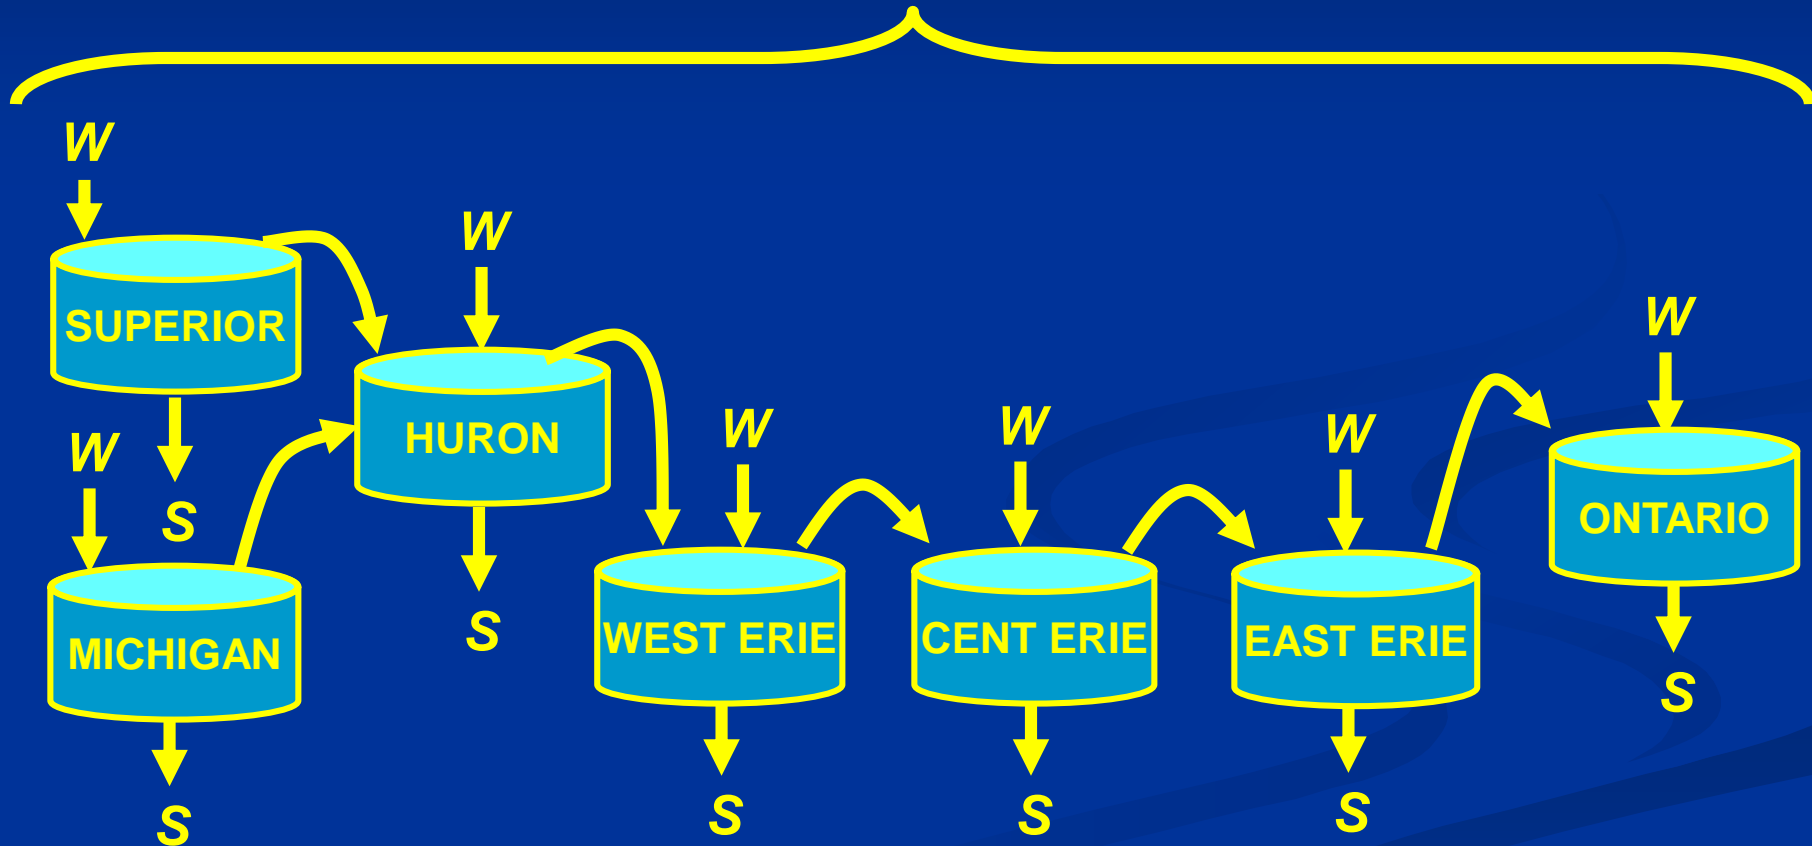 W
SUPERIOR
S
W
MICHIGAN
S
W
HURON
S
W
WEST ERIE
S
W
CENT ERIE
S
W
EAST ERIE
S
W
ONTARIO
S